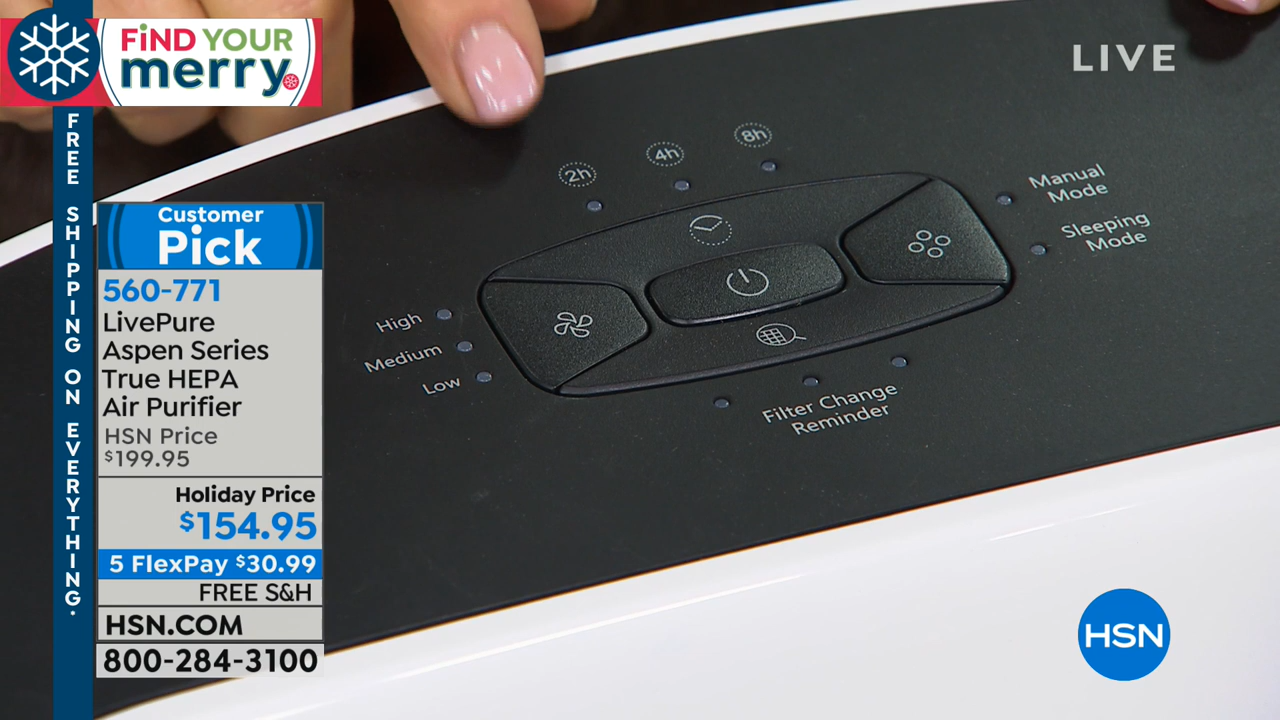 FiND YOUR
merry
LIVE
FREE SHIPPING ON EVERYTHING.*
Customer
Pick
560-771
LivePure
Aspen Series
True HEPA
Air Purifier
HSN Price
$199.95
Holiday Price
$154.95
5 FlexPay $30.99
FREE S&H
HSN.COM
800-284-3100
2h
4h
8h
Manual
Mode
Sleeping
Mode
High
Medium
Low
Filter Change
Reminder
HSN